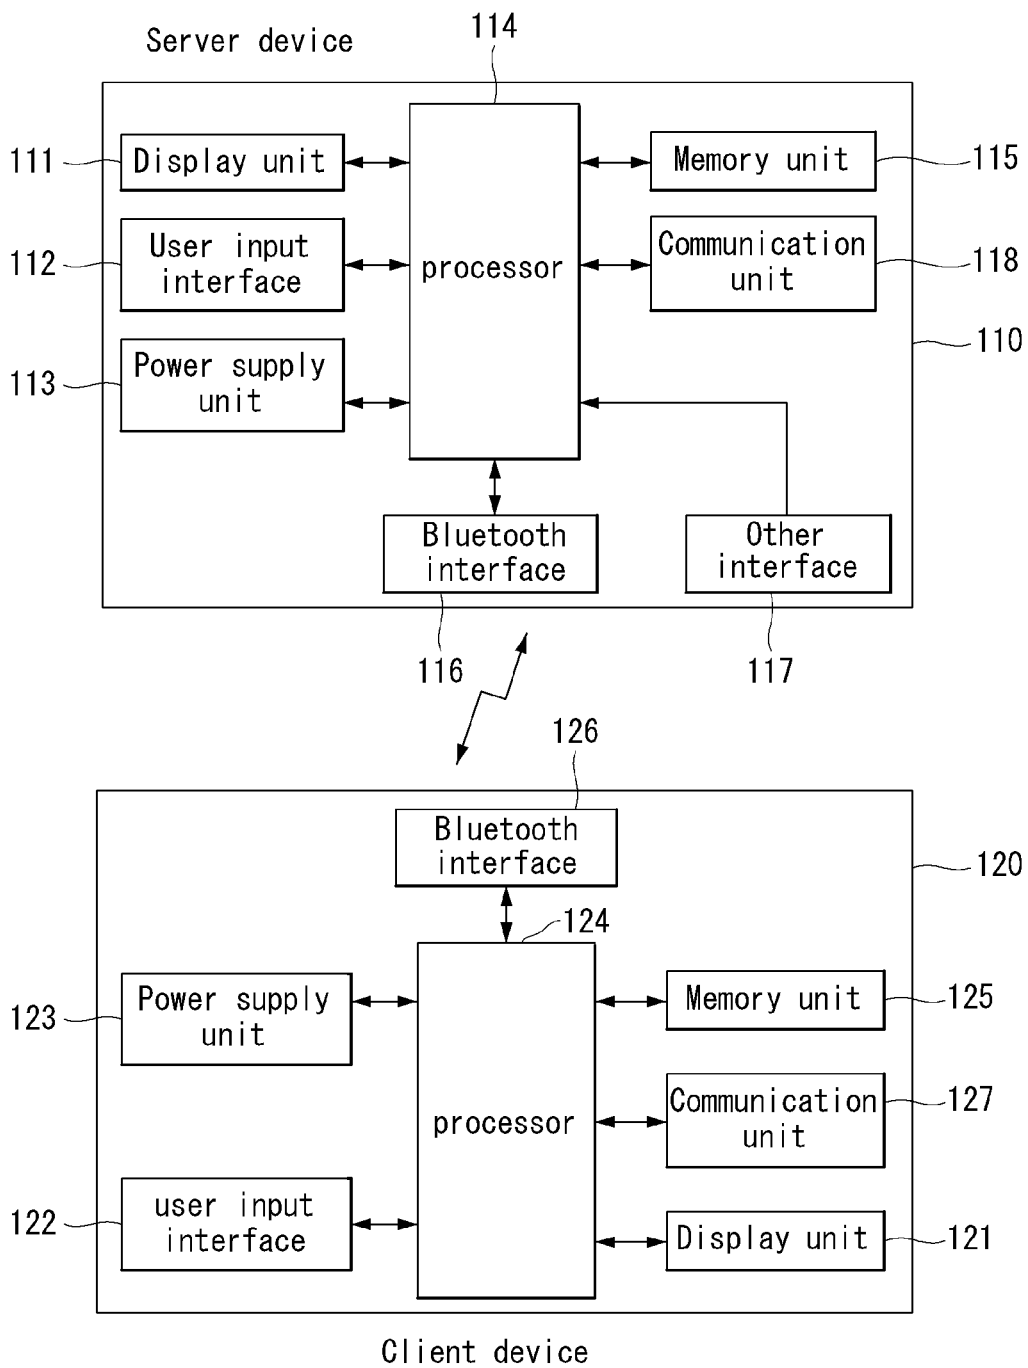 Server device
114
111
Display unit
Memory unit
115
112
User input
interface
processor
Communication
unit
118
110
113
Power supply
unit
Bluetooth
interface
Other
interface
116
117
126
Bluetooth
interface
120
124
123
Power supply
unit
Memory unit
125
processor
Communication
unit
127
122
user input
interface
Display unit
121
Client device